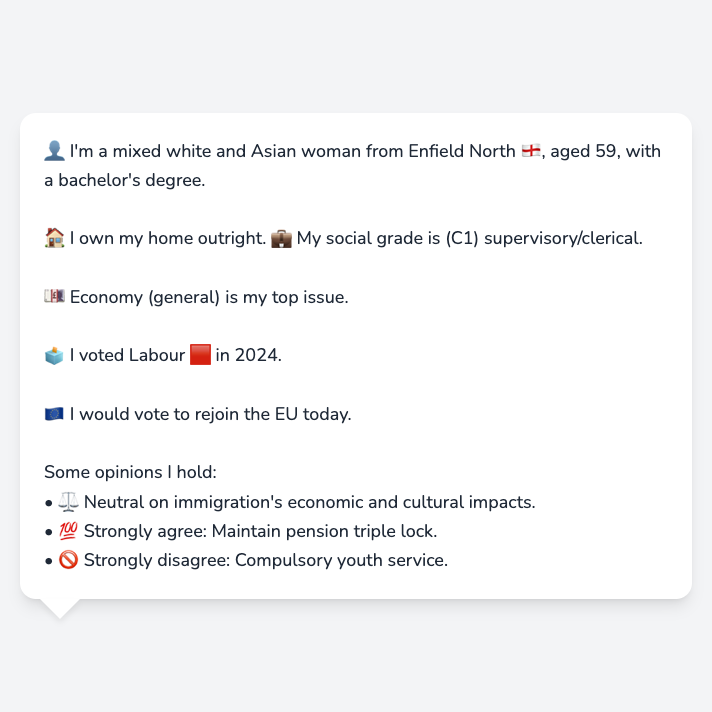 👤 I'm a mixed white and Asian woman from Enfield North 🏴󠁧󠁢󠁥󠁮󠁧󠁿, aged 59, with
a bachelor's degree.
🏠 I own my home outright. 💼 My social grade is (C1) supervisory/clerical.
💷 Economy (general) is my top issue.
🗳️ I voted Labour 🟥 in 2024.
🇪🇺 I would vote to rejoin the EU today.
Some opinions I hold:
• ⚖️ Neutral on immigration's economic and cultural impacts.
• 💯 Strongly agree: Maintain pension triple lock.
• 🚫 Strongly disagree: Compulsory youth service.